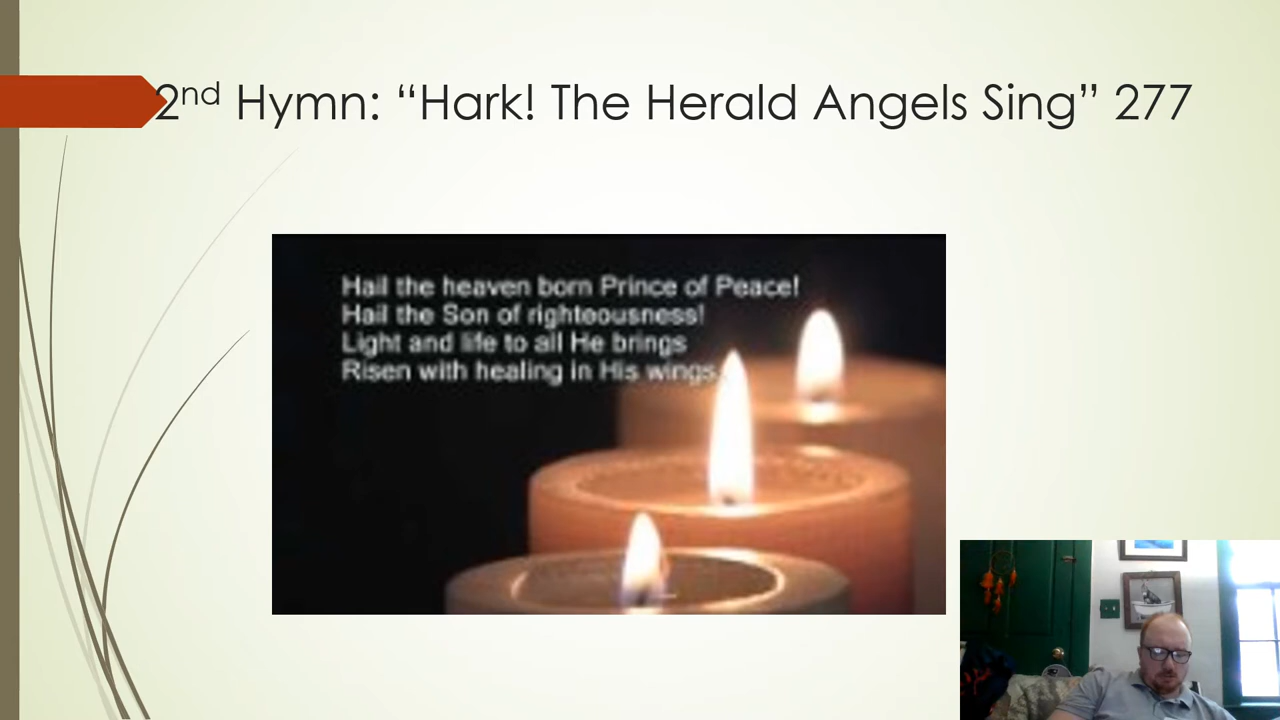 2nd Hymn: “Hark! The Herald Angels Sing” 277
Hail the heaven born Prince of Peace!
Hail the Son of righteousness!
Light and life to all He brings
Risen with healing in His wings